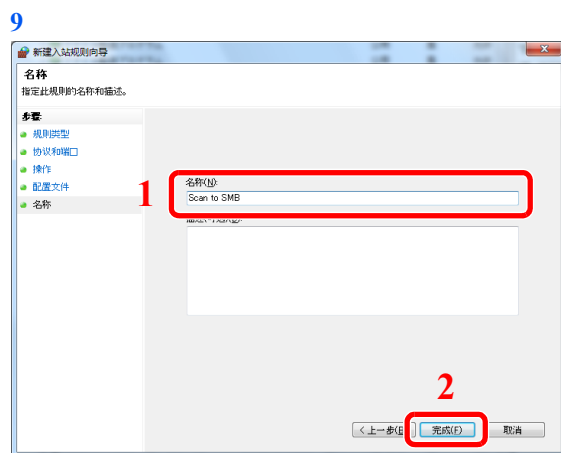 9
新建入站规则向导
名称
指定此规则的名称和描述。
步骤:
规则类型
协议和端口
操作
配置文件
名称
1
名称(N):
Scan to SMB
2
< 上一步(B
完成(F)
取消